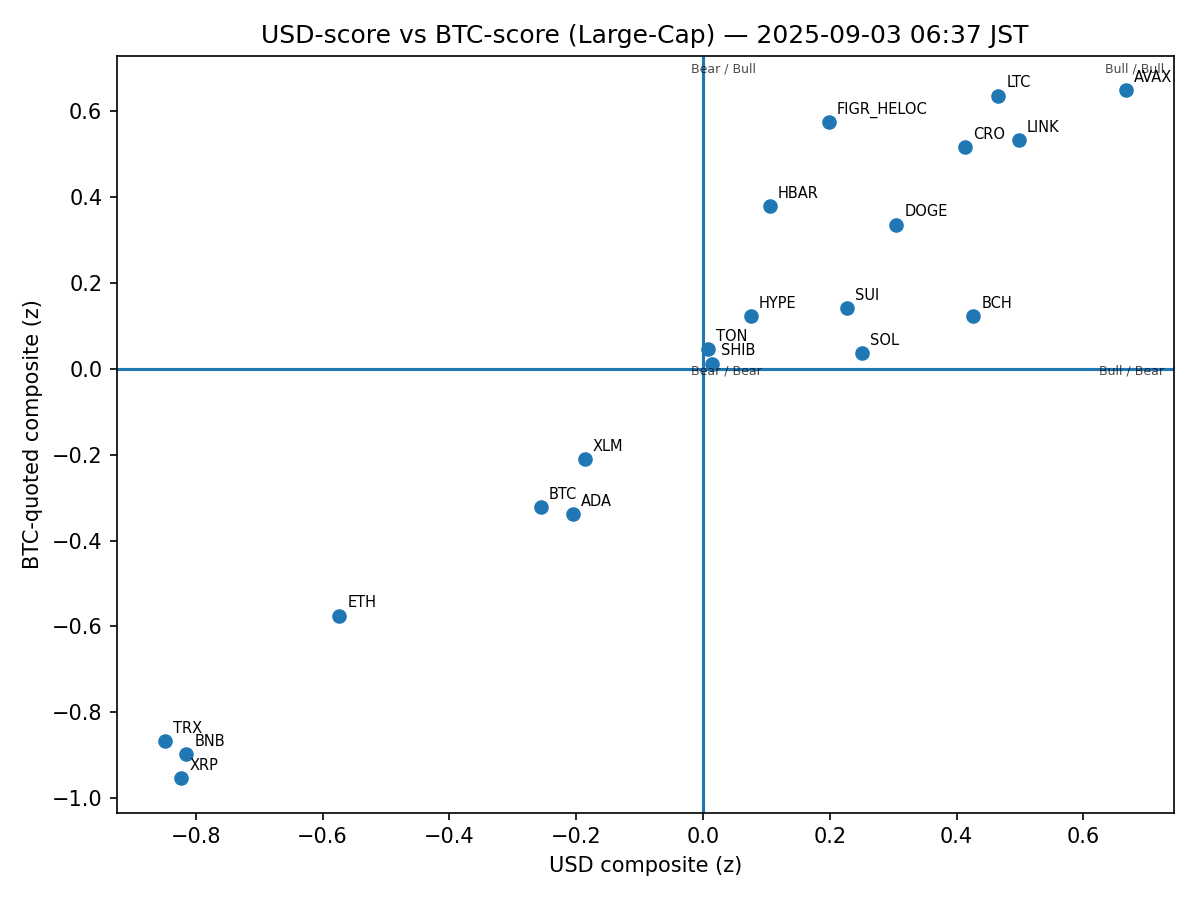 USD-score vs BTC-score (Large-Cap) — 2025-09-03 06:37 JST
Bear / Bull
Bull / Bull
AVAX
LTC
FIGR_HELOC
LINK
CRO
HBAR
DOGE
SUI
HYPE
BCH
TON
SOL
SHIB
Bear / Bear
Bull / Bear
XLM
BTC
ADA
ETH
TRX
BNB
XRP
0.6
0.4
0.2
0.0
−0.2
−0.4
−0.6
−0.8
−1.0
BTC-quoted composite (z)
−0.8 −0.6 −0.4 −0.2 0.0 0.2 0.4 0.6
USD composite (z)